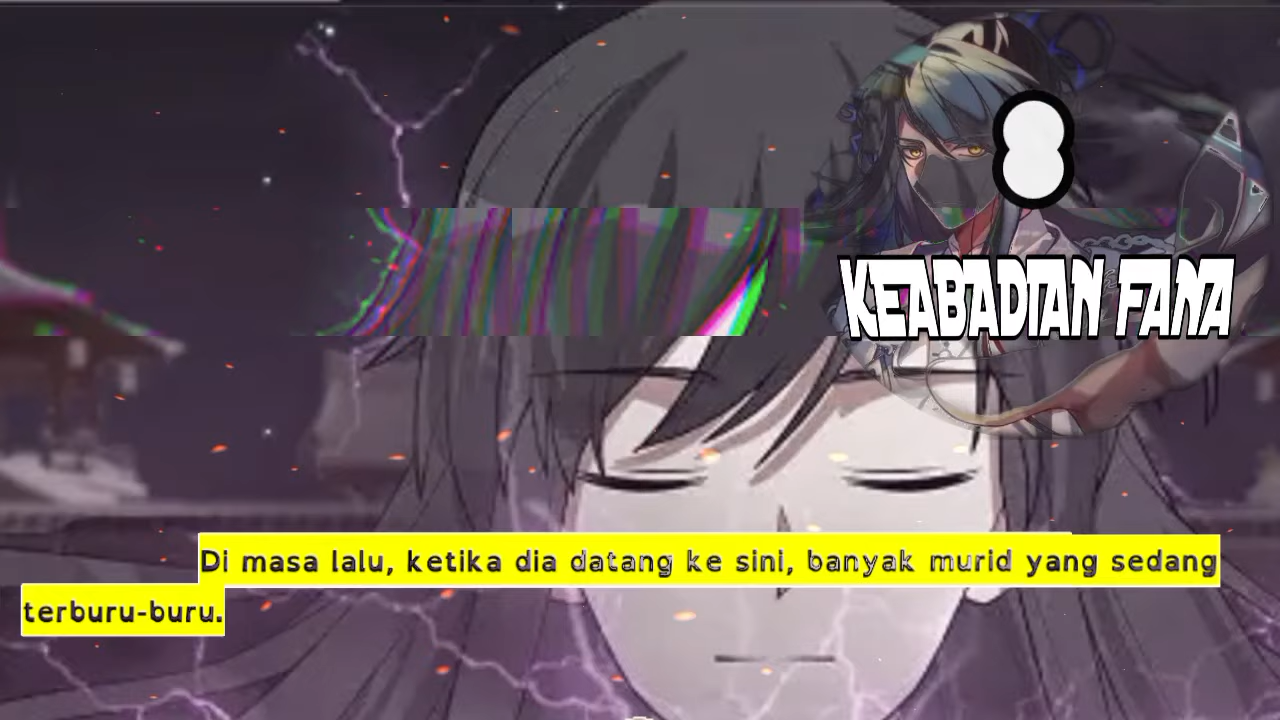 8
KEABADIAN FANA
Di masa lalu, ketika dia datang ke sini, banyak murid yang sedang
terburu-buru.